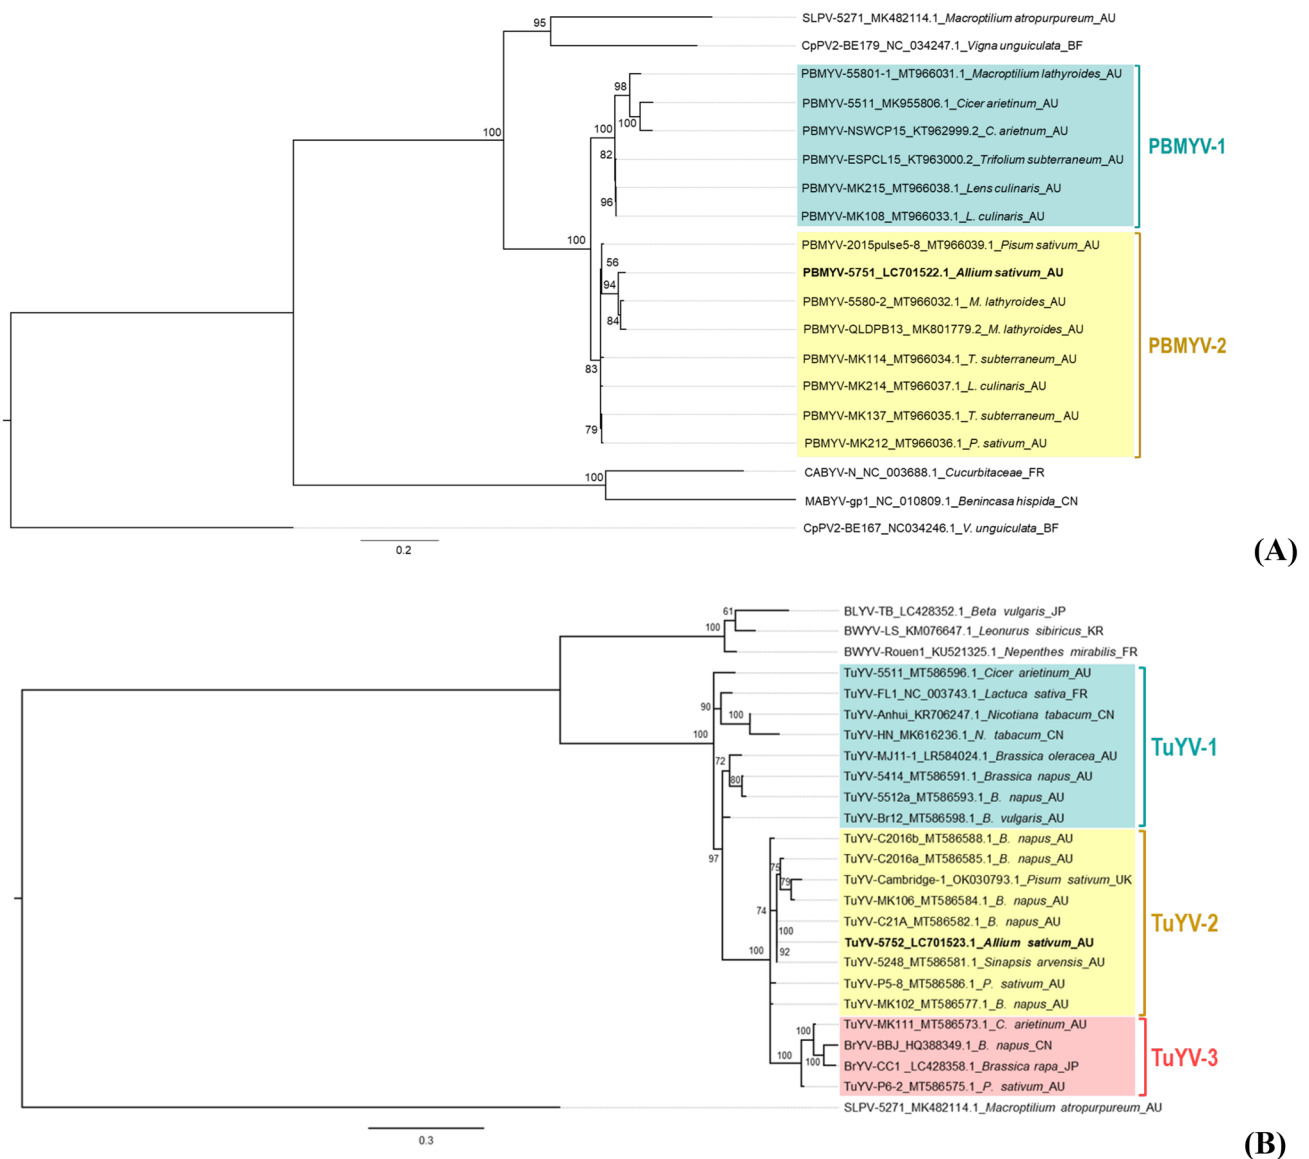 SLPV-5271_MK482114.1_Macroptilium atropurpureum_AU
95
CpPV2-BE179_NC_034247.1_Vigna unguiculata_BF
PBMYV-55801-1_MT966031.1_Macroptilium lathyroides_AU
98
PBMYV-5511_MK955806.1_Cicer arietinum_AU
100
100
100
PBMYV-NSWCP15_KT962999.2_C. arietnum_AU
PBMYV-1
82
PBMYV-ESPCL15_KT963000.2_Trifolium subterraneum_AU
PBMYV-MK215_MT966038.1_Lens culinaris_AU
96
PBMYV-MK108_MT966033.1_L. culinaris_AU
100
PBMYV-2015pulse5-8_MT966039.1_Pisum sativum_AU
56
PBMYV-5751_LC701522.1_Allium sativum_AU
94
PBMYV-5580-2_MT966032.1_M. lathyroides_AU
84
PBMYV-QLDPB13_ MK801779.2_M. lathyroides_AU
PBMYV-2
PBMYV-MK114_MT966034.1_T. subterraneum_AU
83
PBMYV-MK214_MT966037.1_L. culinaris_AU
PBMYV-MK137_MT966035.1_T. subterraneum_AU
79
PBMYV-MK212_MT966036.1_P. sativum_AU
CABYV-N_NC_003688.1_Cucurbitaceae_FR
100
MABYV-gp1_NC_010809.1_Benincasa hispida_CN
CpPV2-BE167_NC034246.1_V. unguiculata_BF
0.2
(A)
BLYV-TB_LC428352.1_Beta vulgaris_JP
61
100
BWYV-LS_KM076647.1_Leonurus sibiricus_KR
BWYV-Rouen1_KU521325.1_Nepenthes mirabilis_FR
TuYV-5511_MT586596.1_Cicer arietinum_AU
TuYV-FL1_NC_003743.1_Lactuca sativa_FR
90
100
TuYV-Anhui_KR706247.1_Nicotiana tabacum_CN
100
TuYV-HN_MK616236.1_N. tabacum_CN
TuYV-1
TuYV-MJ11-1_LR584024.1_Brassica oleracea_AU
72
80
TuYV-5414_MT586591.1_Brassica napus_AU
TuYV-5512a_MT586593.1_B. napus_AU
TuYV-Br12_MT586598.1_B. vulgaris_AU
TuYV-C2016b_MT586588.1_B. napus_AU
97
TuYV-C2016a_MT586585.1_B. napus_AU
75
79
TuYV-Cambridge-1_OK030793.1_Pisum sativum_UK
TuYV-MK106_MT586584.1_B. napus_AU
74
TuYV-C21A_MT586582.1_B. napus_AU
TuYV-2
100
TuYV-5752_LC701523.1_Allium sativum_AU
100
92
TuYV-5248_MT586581.1_Sinapsis arvensis_AU
TuYV-P5-8_MT586586.1_P. sativum_AU
TuYV-MK102_MT586577.1_B. napus_AU
TuYV-MK111_MT586573.1_C. arietinum_AU
100
BrYV-BBJ_HQ388349.1_B. napus_CN
100
100
TuYV-3
BrYV-CC1 _LC428358.1_Brassica rapa_JP
TuYV-P6-2_MT586575.1_P. sativum_AU
SLPV-5271_MK482114.1_Macroptilium atropurpureum_AU
0.3
(B)